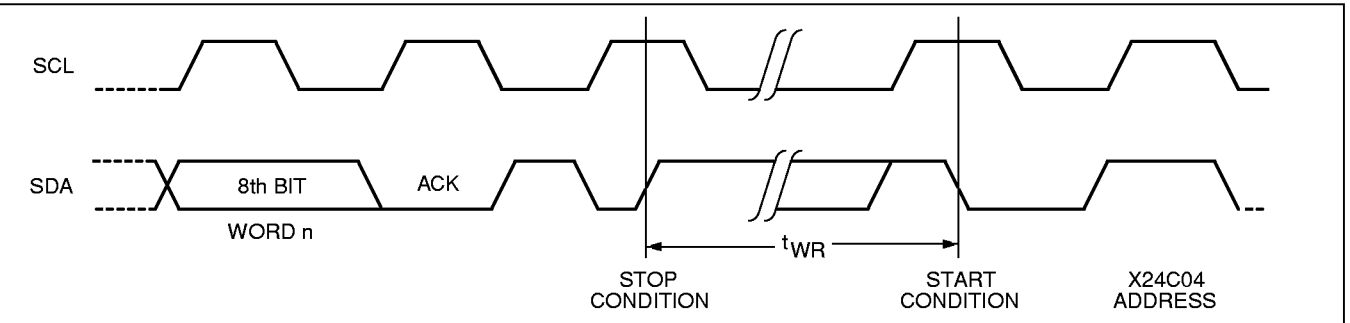 SCL
SDA
8th BIT
ACK
WORD n
tWR
STOP
CONDITION
START
CONDITION
X24C04
ADDRESS